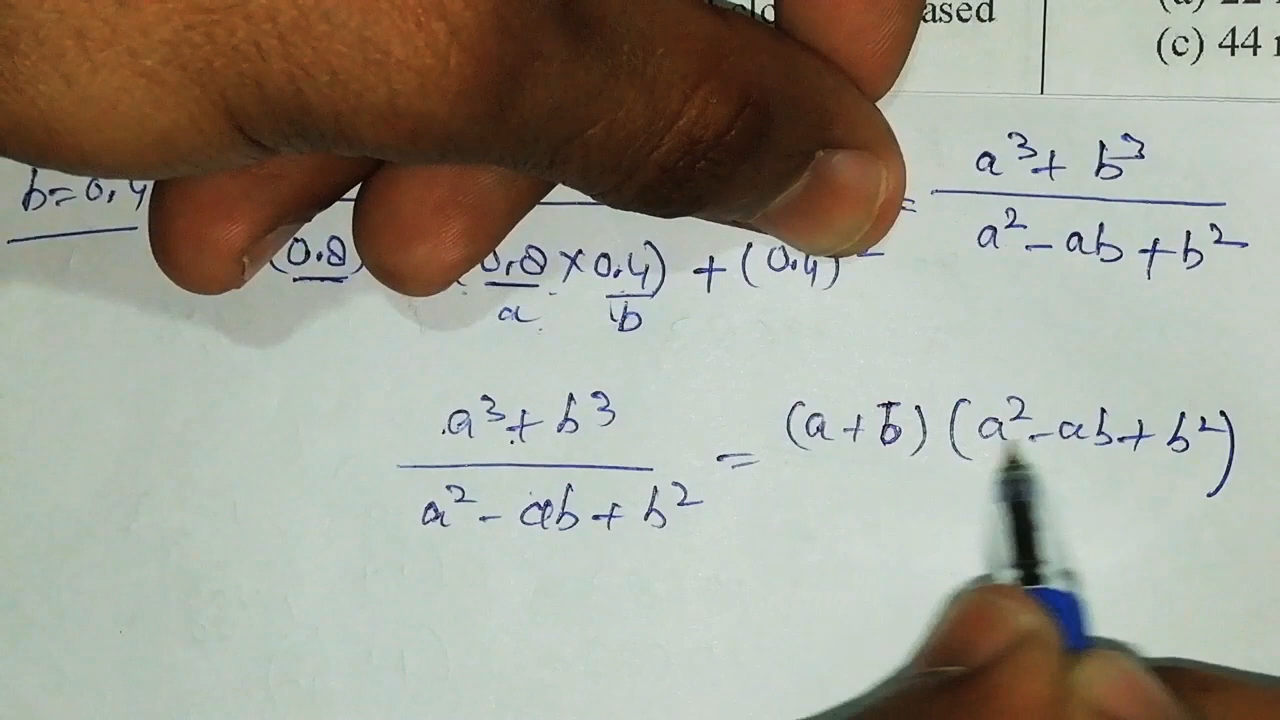 ased
(c) 44
b=0.4
= a³ + b³ / a² - ab + b²
(0.8) (0.8 × 0.4) + (0.4)²
a b
a³ + b³ / a² - ab + b² = (a + b) (a² - ab + b²)